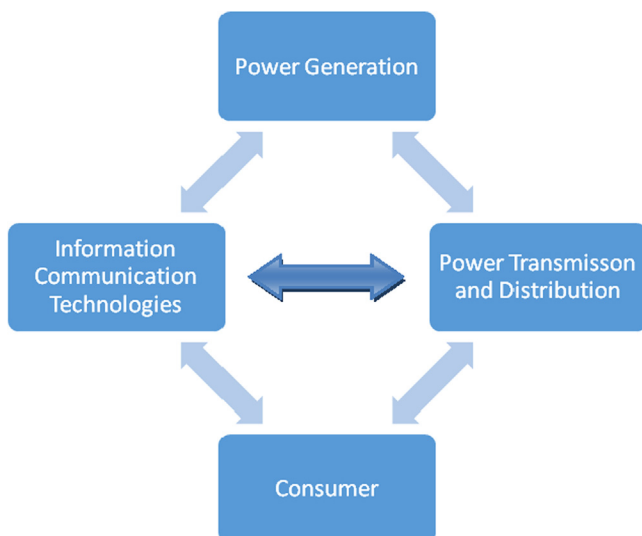 Power Generation
Information
Communication
Technologies
Power Transmisson
and Distribution
Consumer